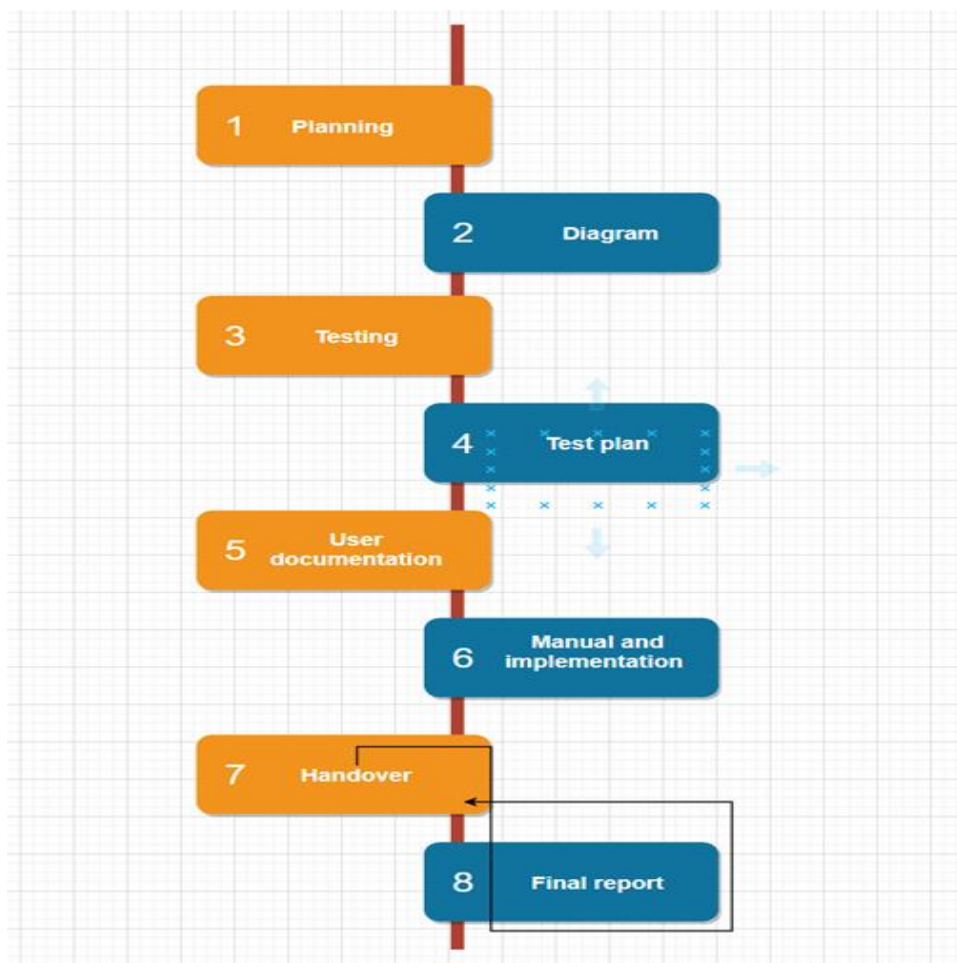 1 Planning
2 Diagram
3 Testing
4 Test plan
5 User
documentation
6 Manual and
implementation
7 Handover
8 Final report